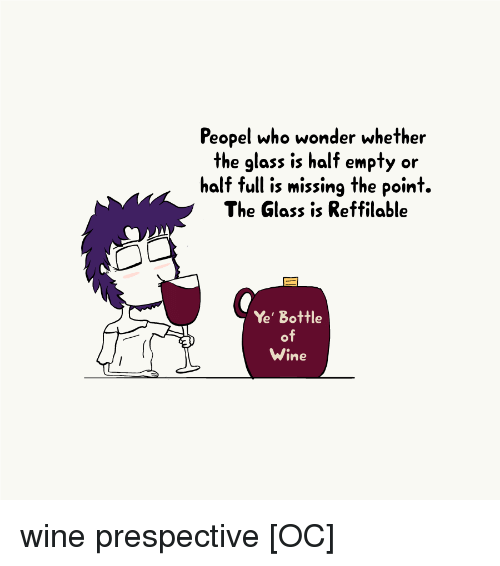 Peopel who wonder whether
the glass is half empty or
half full is missing the point.
The Glass is Reffilable
Ye' Bottle
of
Wine
wine prespective [OC]